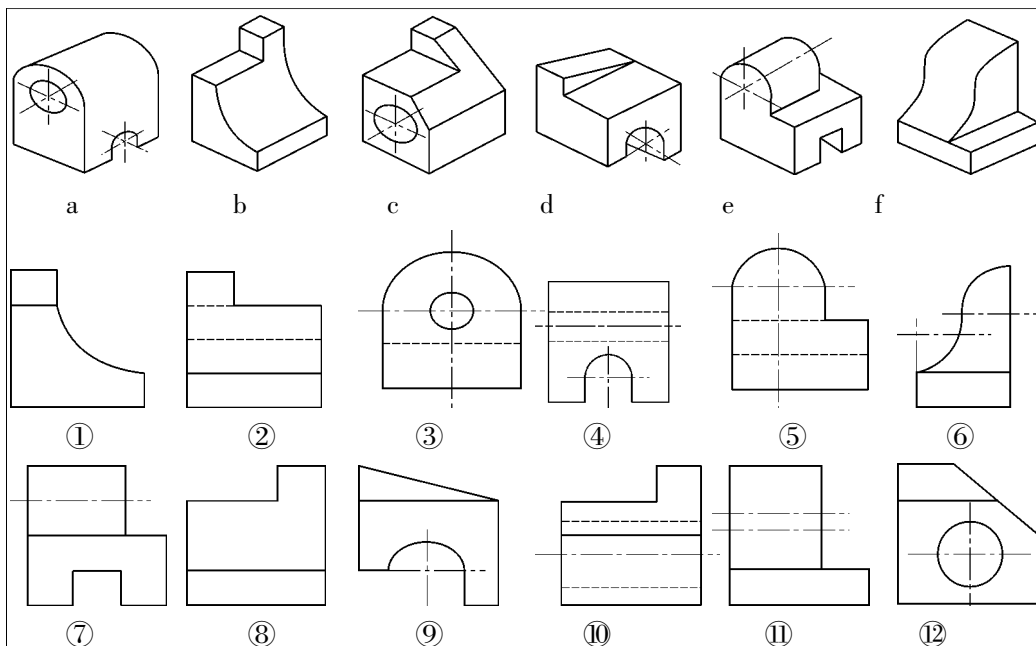 a b c d e f
① ② ③ ④ ⑤ ⑥
⑦ ⑧ ⑨ ⑩ ⑪ ⑫